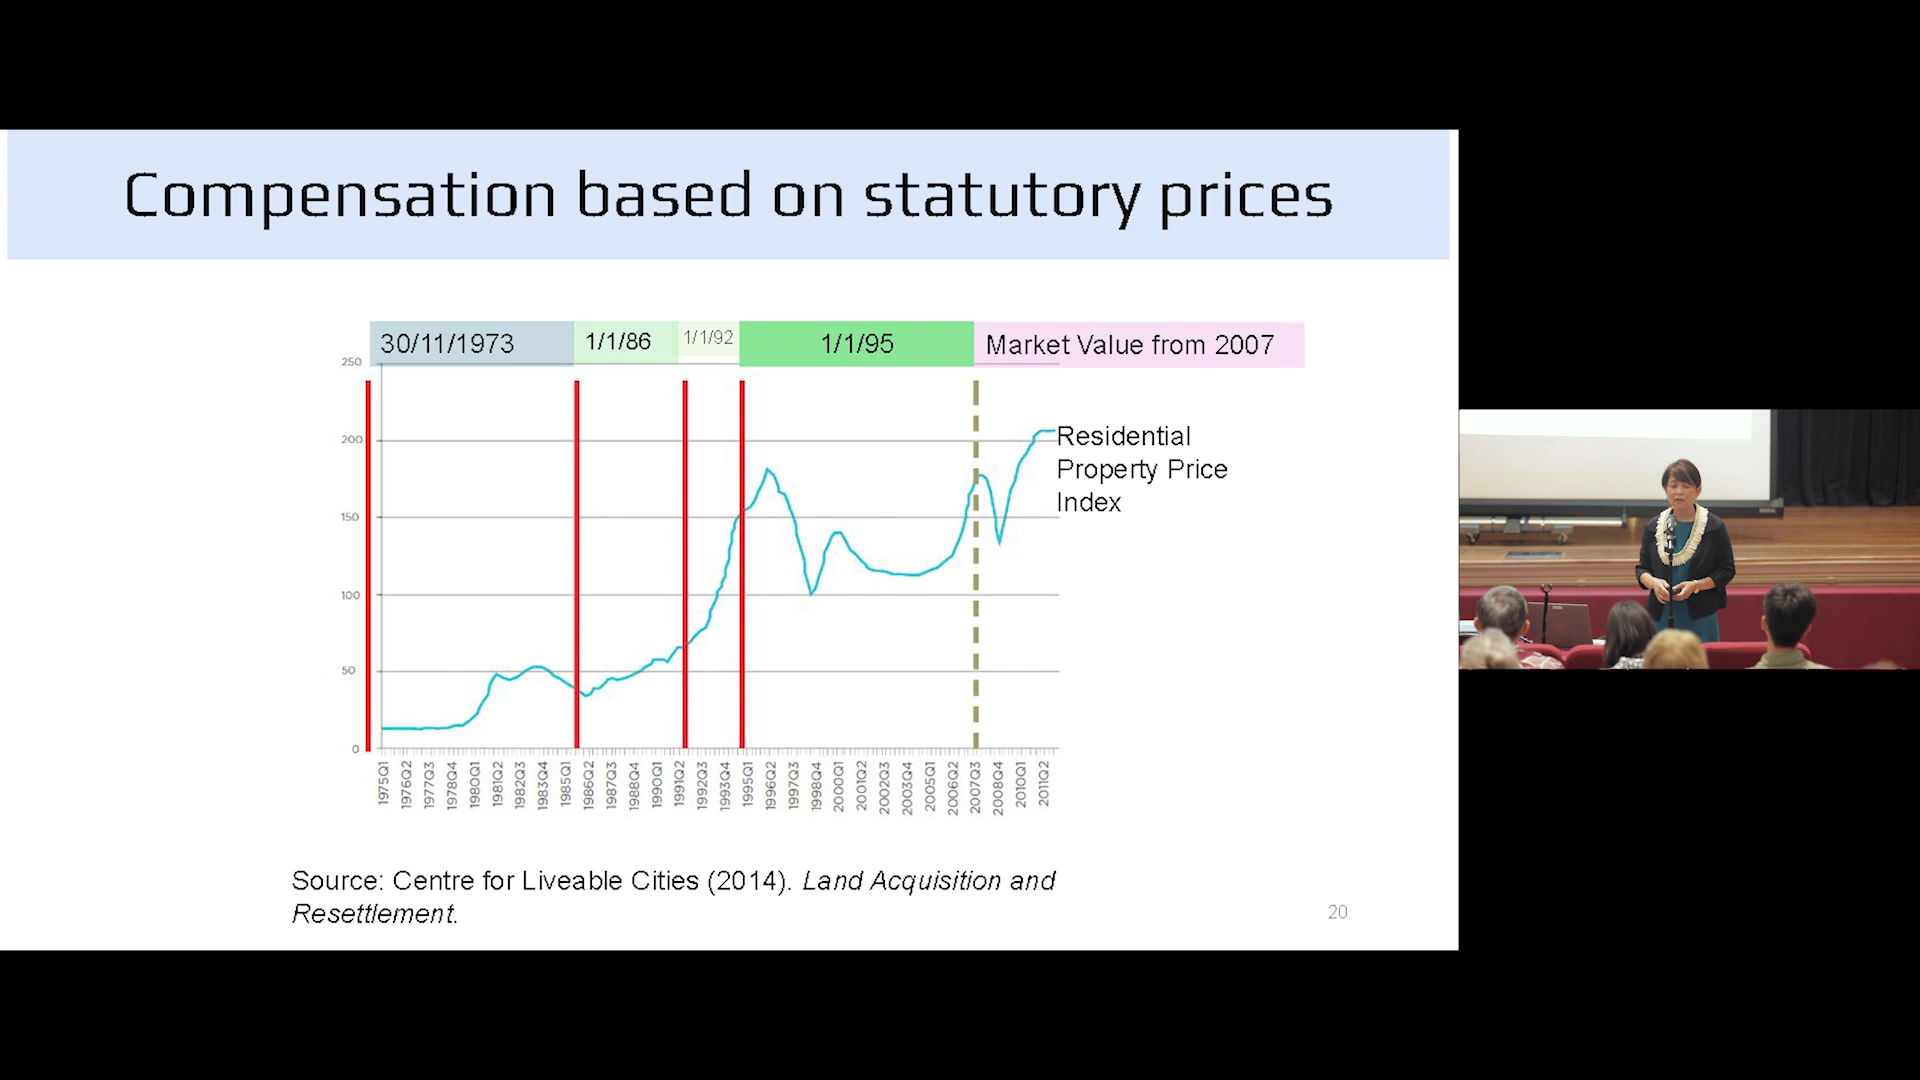 Compensation based on statutory prices
30/11/1973
1/1/86
1/1/92
1/1/95
Market Value from 2007
250
200
150
100
50
0
Residential
Property Price
Index
1975Q1
1976Q2
1977Q3
1978Q4
1980Q1
1981Q2
1982Q3
1983Q4
1985Q1
1986Q2
1987Q3
1988Q4
1990Q1
1991Q2
1992Q3
1993Q4
1995Q1
1996Q2
1997Q3
1998Q4
2000Q1
2001Q2
2002Q3
2003Q4
2005Q1
2006Q2
2007Q3
2008Q4
2010Q1
2011Q2
Source: Centre for Liveable Cities (2014). Land Acquisition and
Resettlement.
20